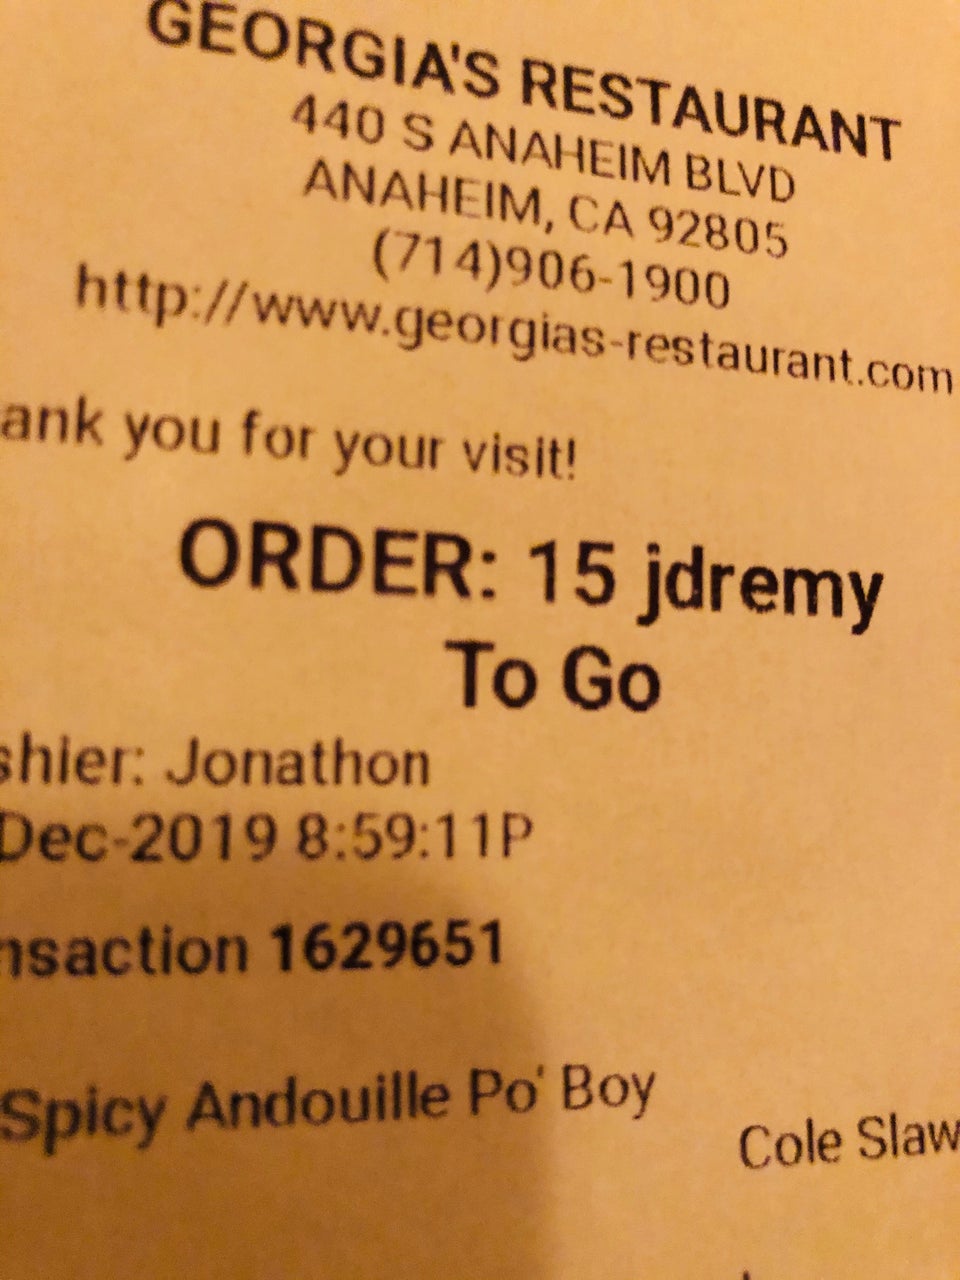 GEORGIA'S RESTAURANT
440 S ANAHEIM BLVD
ANAHEIM, CA 92805
(714)906-1900
http://www.georgias-restaurant.com
ank you for your visit!
ORDER: 15 jdremy
To Go
shier: Jonathon
Dec-2019 8:59:11P
nsaction 1629651
Spicy Andouille Po' Boy
Cole Slaw